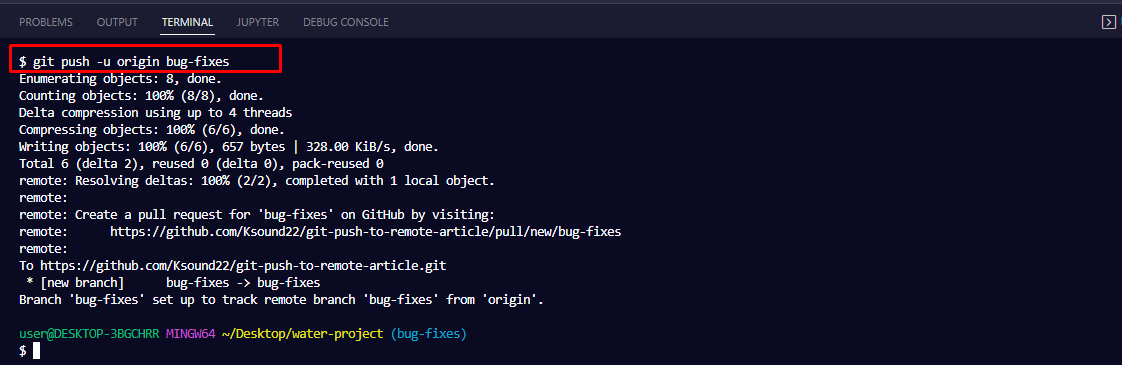 PROBLEMS OUTPUT TERMINAL JUPYTER DEBUG CONSOLE
$ git push -u origin bug-fixes
Enumerating objects: 8, done.
Counting objects: 100% (8/8), done.
Delta compression using up to 4 threads
Compressing objects: 100% (6/6), done.
Writing objects: 100% (6/6), 657 bytes | 328.00 KiB/s, done.
Total 6 (delta 2), reused 0 (delta 0), pack-reused 0
remote: Resolving deltas: 100% (2/2), completed with 1 local object.
remote:
remote: Create a pull request for 'bug-fixes' on GitHub by visiting:
remote:      https://github.com/Ksound22/git-push-to-remote-article/pull/new/bug-fixes
remote:
To https://github.com/Ksound22/git-push-to-remote-article.git
 * [new branch]      bug-fixes -> bug-fixes
Branch 'bug-fixes' set up to track remote branch 'bug-fixes' from 'origin'.
user@DESKTOP-3BGCHRR MINGW64 ~/Desktop/water-project (bug-fixes)
$